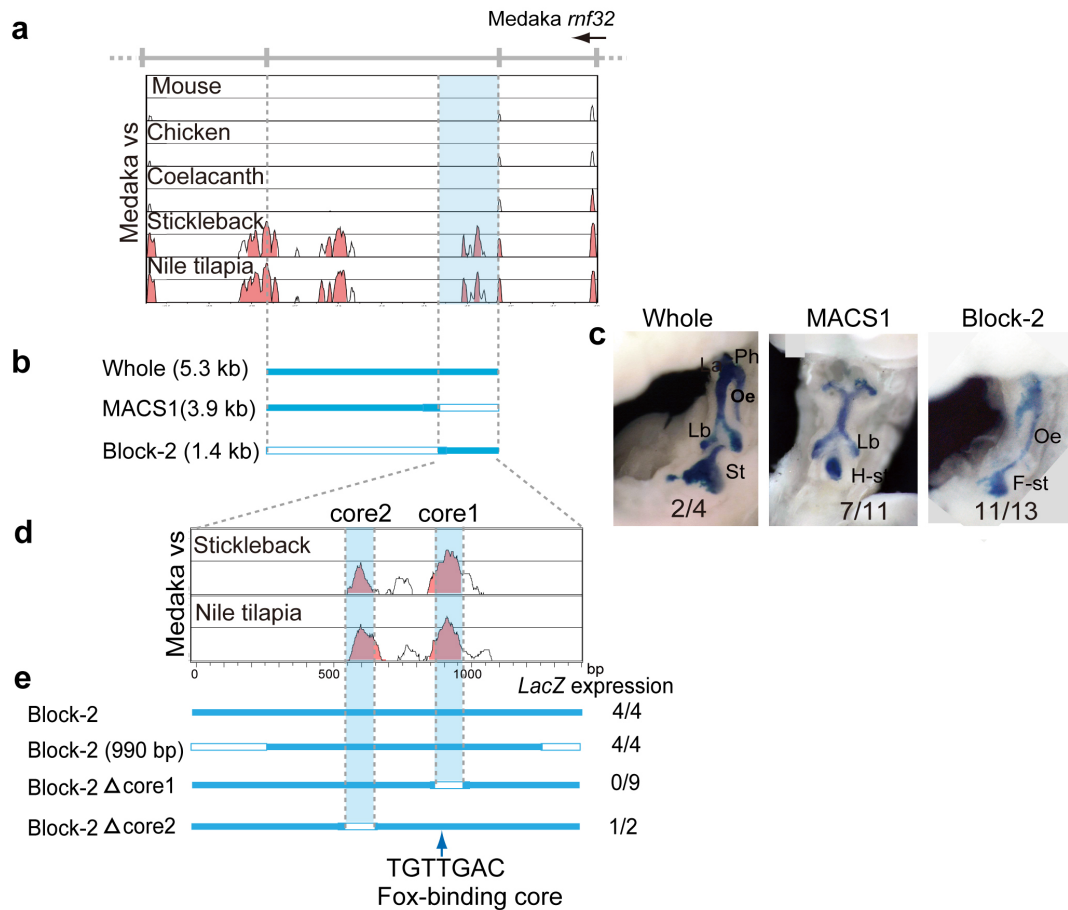 a
Medaka rnf32
Medaka vs
Mouse
Chicken
Coelacanth
Stickleback
Nile tilapia
b
Whole (5.3 kb)
MACS1(3.9 kb)
Block-2 (1.4 kb)
c
Whole
MACS1
Block-2
La
Ph
Oe
Lb
St
2/4
Lb
H-st
7/11
Oe
F-st
11/13
d
Medaka vs
core2
core1
Stickleback
Nile tilapia
0
500
1000
bp
e
LacZ expression
Block-2
4/4
Block-2 (990 bp)
4/4
Block-2 Δcore1
0/9
Block-2 Δcore2
1/2
TGTTGAC
Fox-binding core